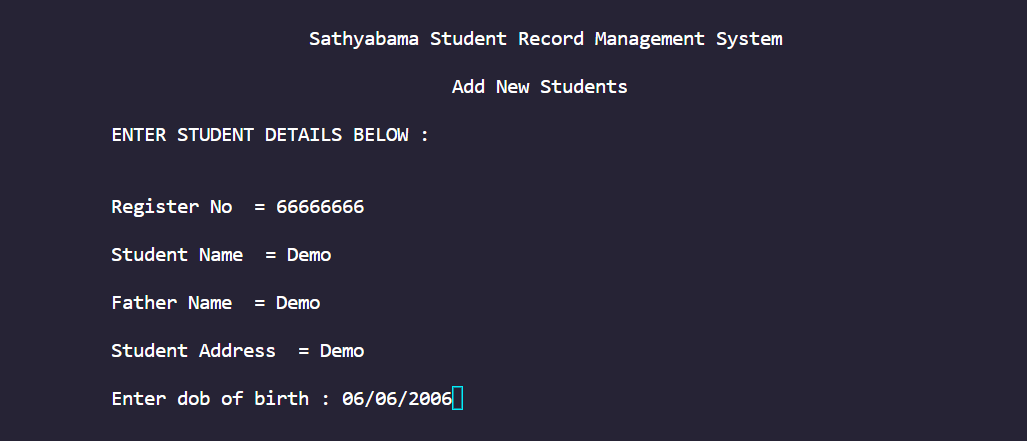 Sathyabama Student Record Management System
Add New Students
ENTER STUDENT DETAILS BELOW :
Register No  = 66666666
Student Name  = Demo
Father Name  = Demo
Student Address  = Demo
Enter dob of birth : 06/06/2006